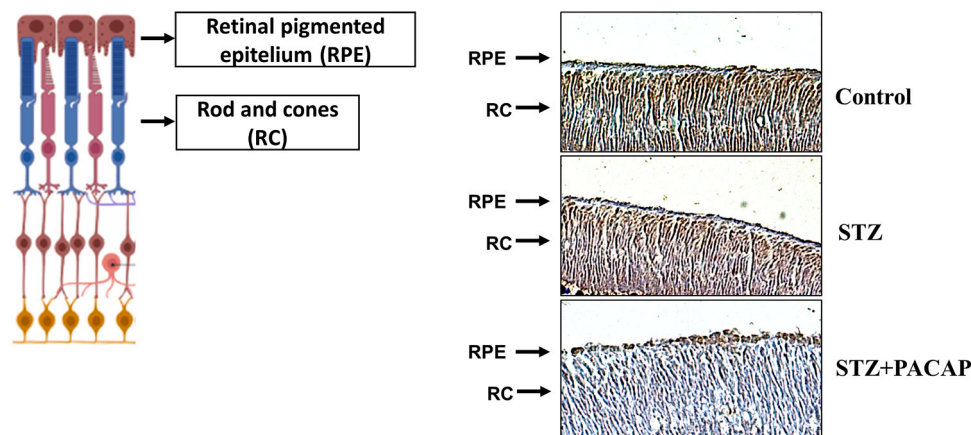 Retinal pigmented
epitelium (RPE)
Rod and cones
(RC)
RPE
RC
Control
RPE
RC
STZ
RPE
RC
STZ+PACAP